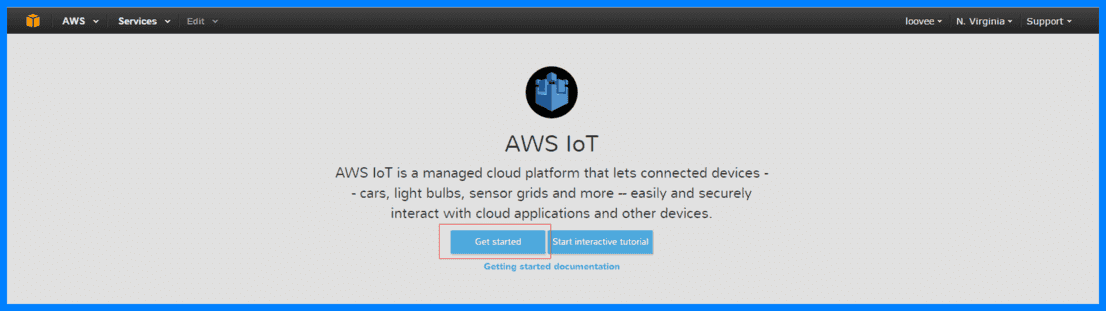 AWS Services Edit loovee N. Virginia Support
AWS IoT
AWS IoT is a managed cloud platform that lets connected devices -
- cars, light bulbs, sensor grids and more -- easily and securely
interact with cloud applications and other devices.
Get started Start interactive tutorial
Getting started documentation